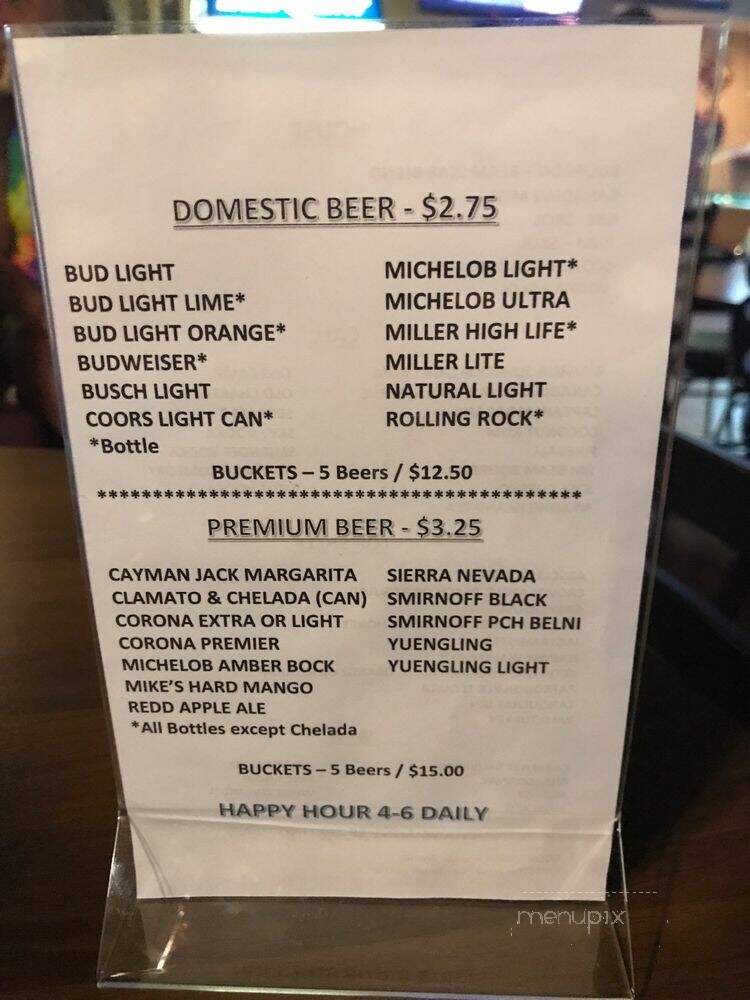 DOMESTIC BEER - $2.75
BUD LIGHT
BUD LIGHT LIME*
BUD LIGHT ORANGE*
BUDWEISER*
BUSCH LIGHT
COORS LIGHT CAN*
*Bottle
MICHELOB LIGHT*
MICHELOB ULTRA
MILLER HIGH LIFE*
MILLER LITE
NATURAL LIGHT
ROLLING ROCK*
BUCKETS – 5 Beers / $12.50
*******************************************
PREMIUM BEER - $3.25
CAYMAN JACK MARGARITA
CLAMATO & CHELADA (CAN)
CORONA EXTRA OR LIGHT
CORONA PREMIER
MICHELOB AMBER BOCK
MIKE'S HARD MANGO
REDD APPLE ALE
*All Bottles except Chelada
SIERRA NEVADA
SMIRNOFF BLACK
SMIRNOFF PCH BELNI
YUENGLING
YUENGLING LIGHT
BUCKETS – 5 Beers / $15.00
HAPPY HOUR 4-6 DAILY
menupix